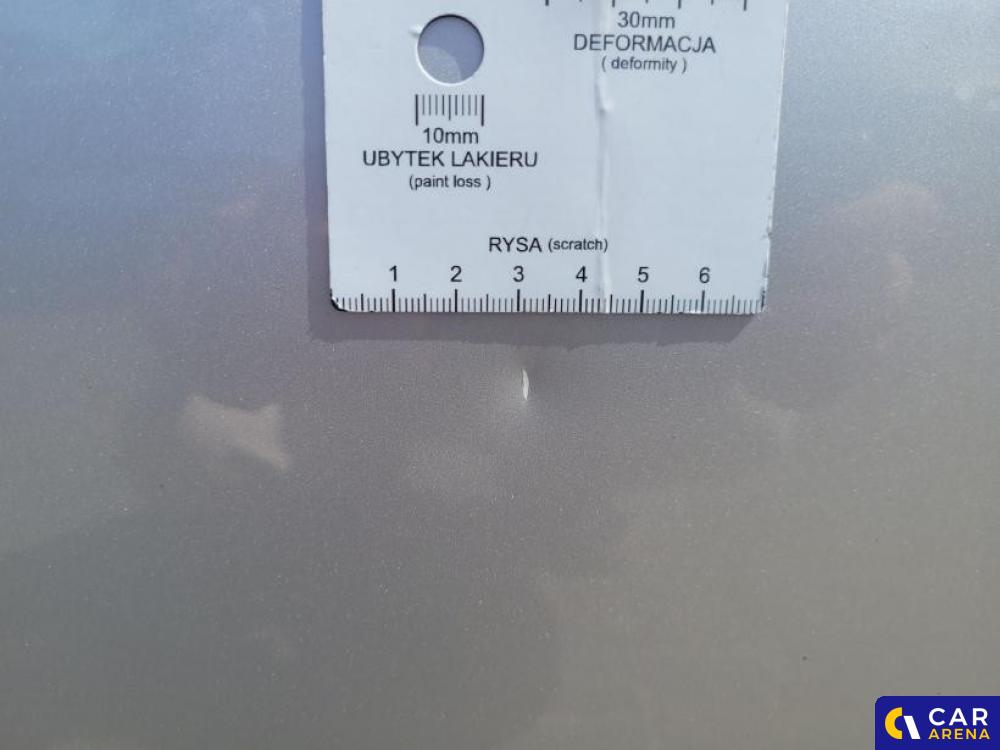 30mm
DEFORMACJA
( deformity )
10mm
UBYTEK LAKIERU
(paint loss )
RYSA (scratch)
1 2 3 4 5 6
CAR
ARENA